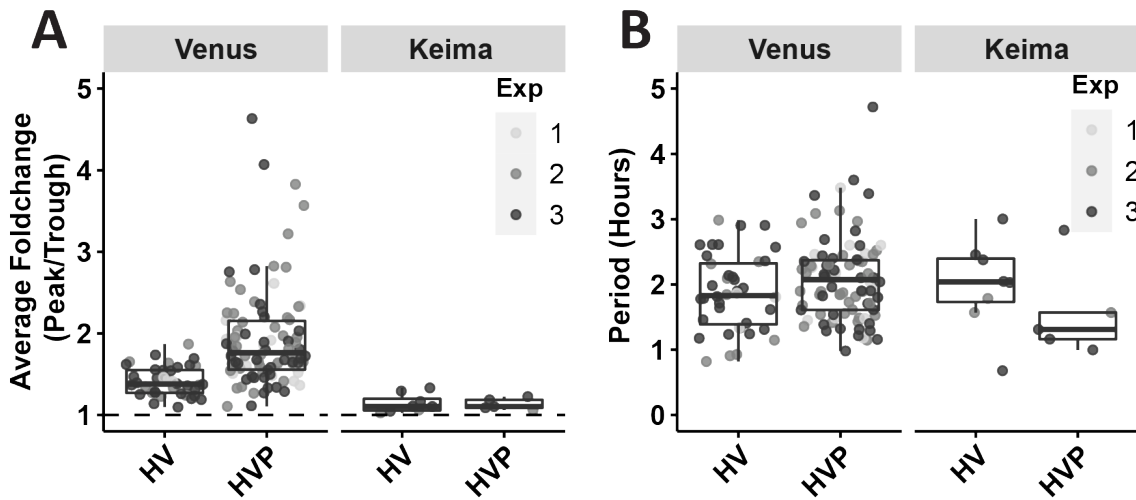 A
Venus
Keima
Average Foldchange
(Peak/Trough)
5
4
3
2
1
Exp
1
2
3
HV
HVP
HV
HVP
B
Venus
Keima
Period (Hours)
5
4
3
2
1
0
Exp
1
2
3
HV
HVP
HV
HVP